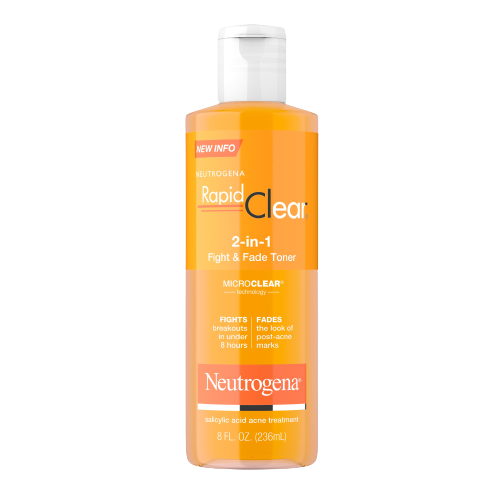 NEW INFO
NEUTROGENA
Rapid Clear
2-in-1
Fight & Fade Toner
MICROCLEAR®
technology
FIGHTS
breakouts
in under
8 hours
FADES
the look of
post-acne
marks
Neutrogena®
salicylic acid acne treatment
8 FL. OZ. (236mL)